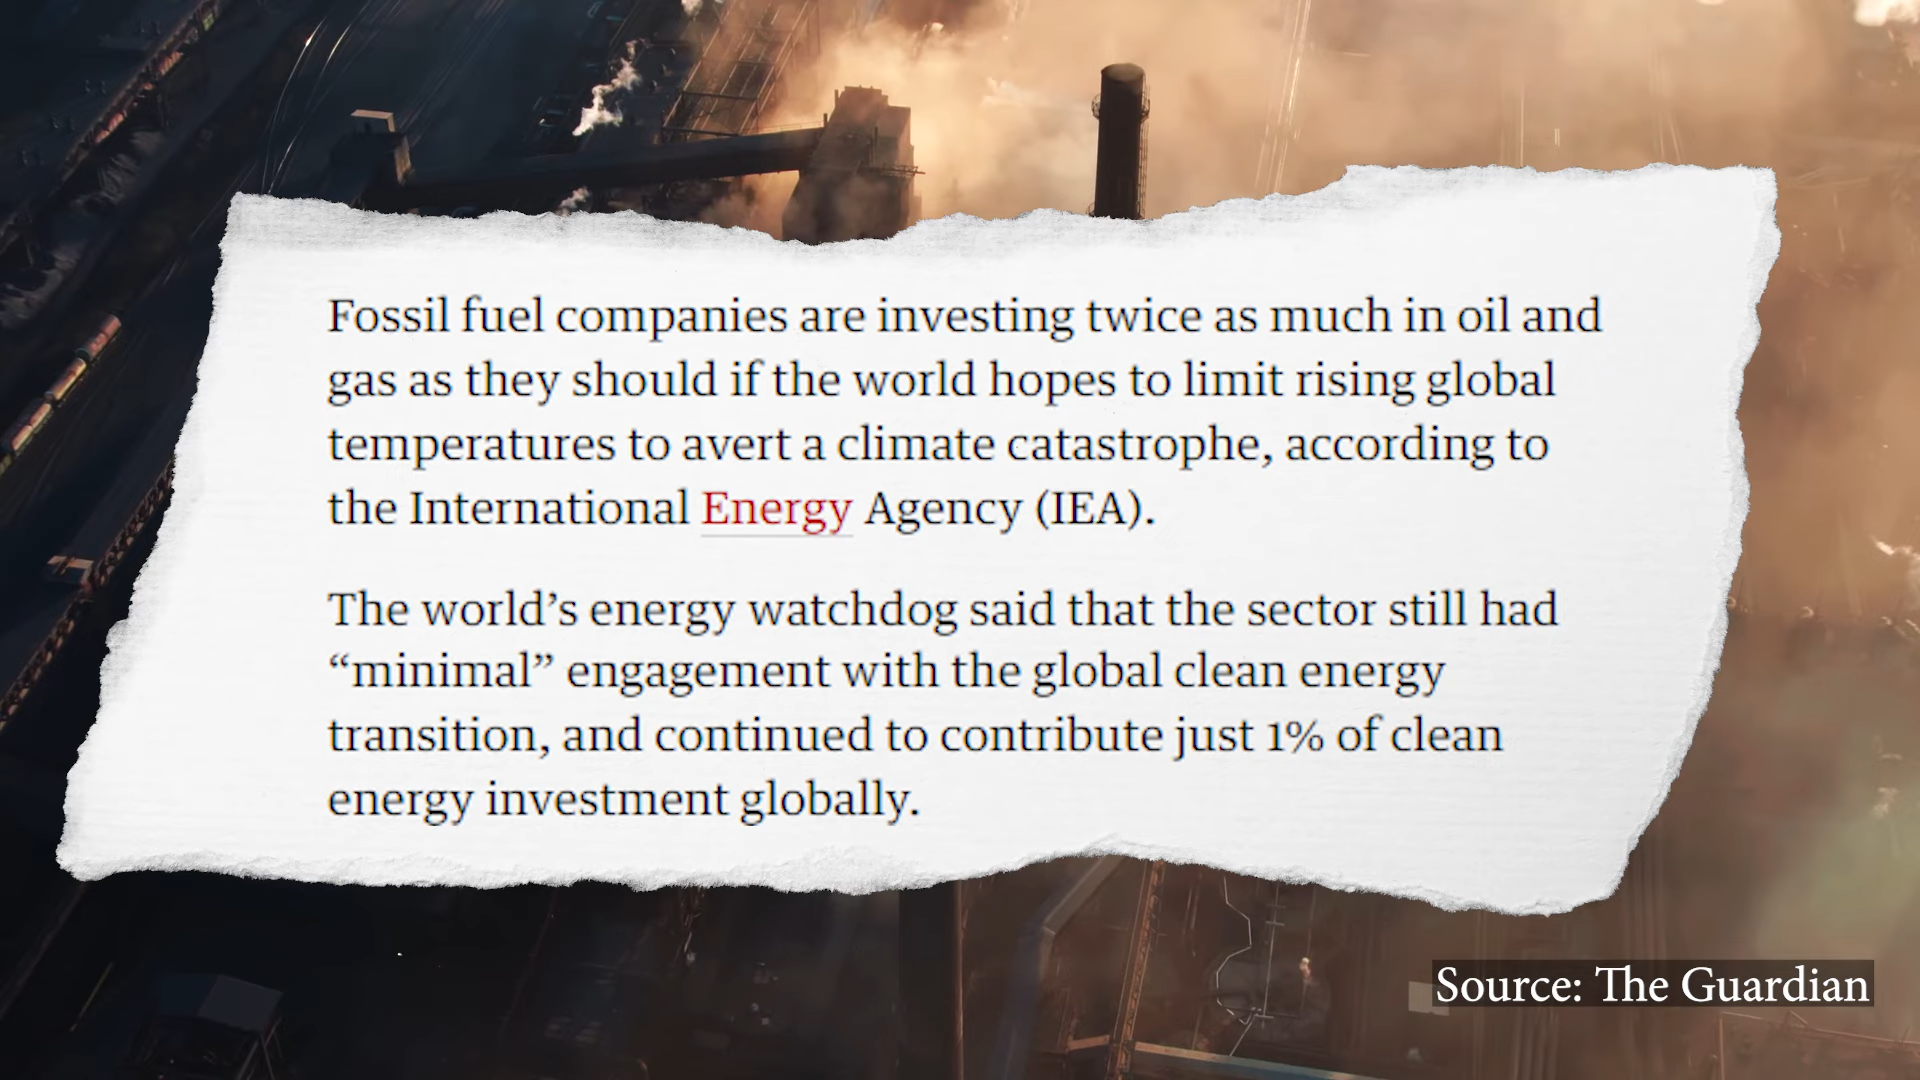 Fossil fuel companies are investing twice as much in oil and
gas as they should if the world hopes to limit rising global
temperatures to avert a climate catastrophe, according to
the International Energy Agency (IEA).
The world’s energy watchdog said that the sector still had
“minimal” engagement with the global clean energy
transition, and continued to contribute just 1% of clean
energy investment globally.
Source: The Guardian